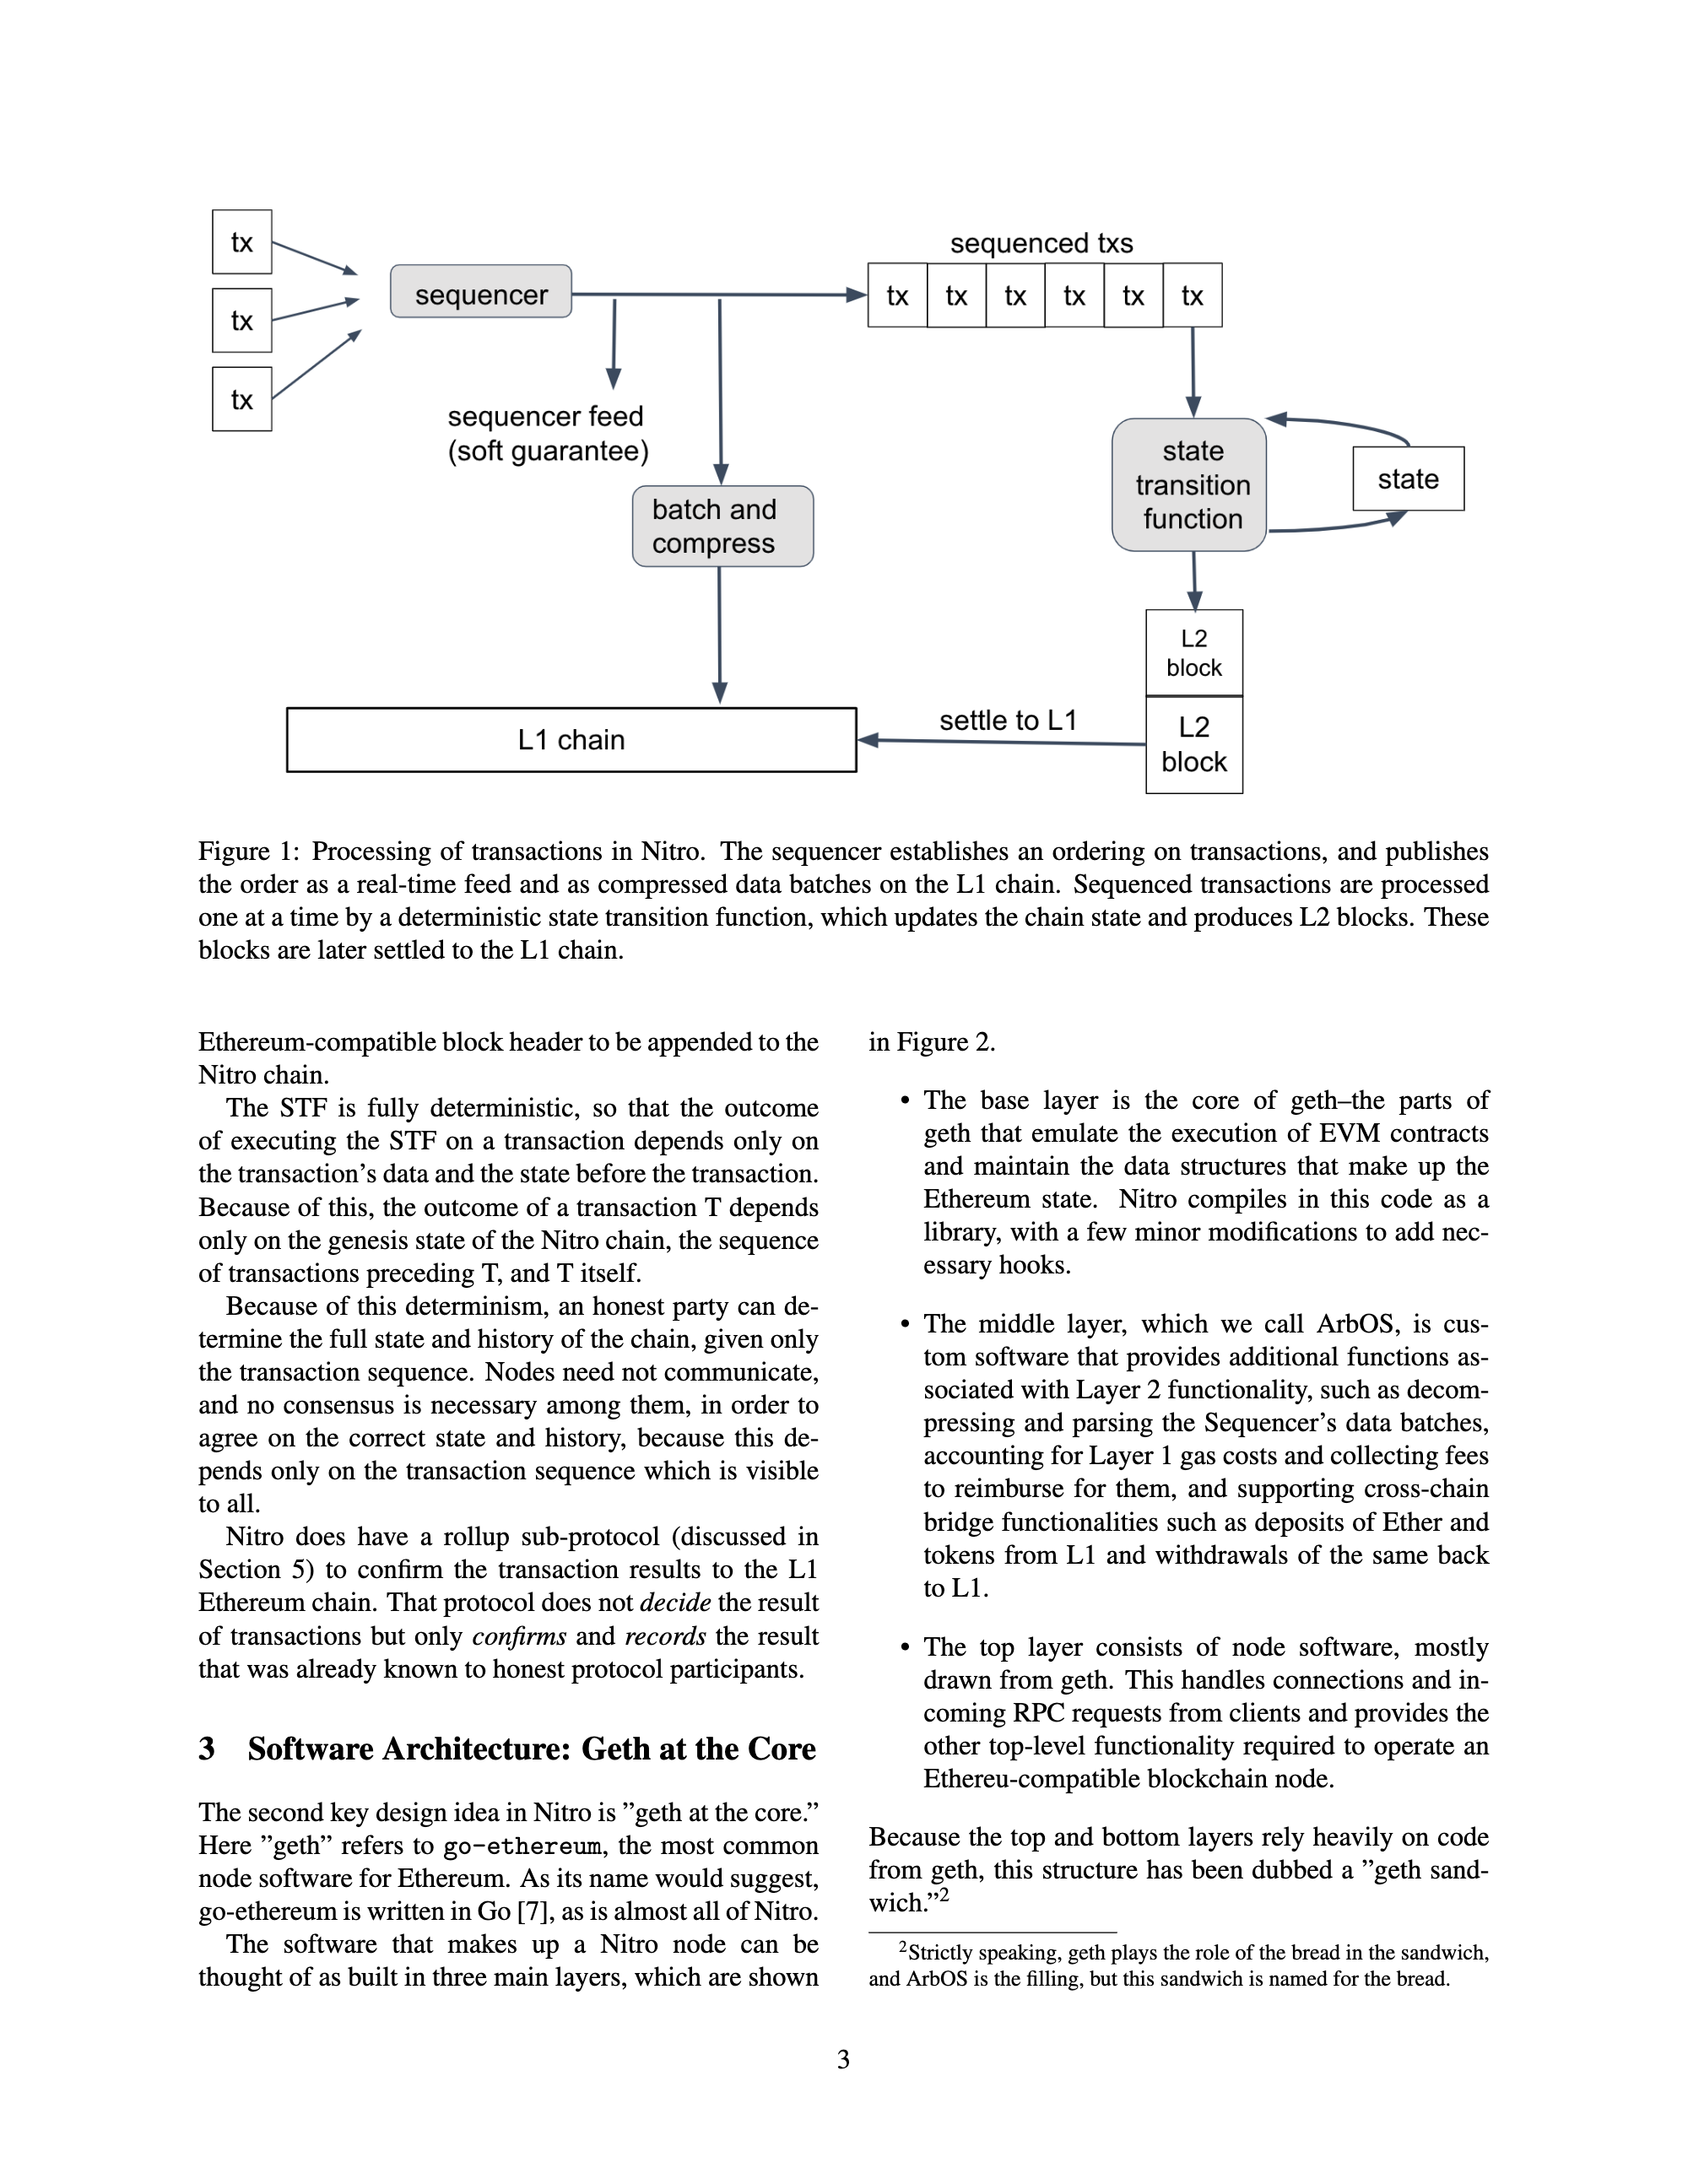 tx
tx
tx
sequencer
sequenced txs
tx tx tx tx tx tx
sequencer feed
(soft guarantee)
batch and
compress
state
transition
function
state
L2
block
L2
block
settle to L1
L1 chain
Figure 1: Processing of transactions in Nitro. The sequencer establishes an ordering on transactions, and publishes
the order as a real-time feed and as compressed data batches on the L1 chain. Sequenced transactions are processed
one at a time by a deterministic state transition function, which updates the chain state and produces L2 blocks. These
blocks are later settled to the L1 chain.
Ethereum-compatible block header to be appended to the
Nitro chain.
The STF is fully deterministic, so that the outcome
of executing the STF on a transaction depends only on
the transaction’s data and the state before the transaction.
Because of this, the outcome of a transaction T depends
only on the genesis state of the Nitro chain, the sequence
of transactions preceding T, and T itself.
Because of this determinism, an honest party can de-
termine the full state and history of the chain, given only
the transaction sequence. Nodes need not communicate,
and no consensus is necessary among them, in order to
agree on the correct state and history, because this de-
pends only on the transaction sequence which is visible
to all.
Nitro does have a rollup sub-protocol (discussed in
Section 5) to confirm the transaction results to the L1
Ethereum chain. That protocol does not decide the result
of transactions but only confirms and records the result
that was already known to honest protocol participants.
3 Software Architecture: Geth at the Core
The second key design idea in Nitro is ”geth at the core.”
Here ”geth” refers to go-ethereum, the most common
node software for Ethereum. As its name would suggest,
go-ethereum is written in Go [7], as is almost all of Nitro.
The software that makes up a Nitro node can be
thought of as built in three main layers, which are shown
in Figure 2.
• The base layer is the core of geth–the parts of
geth that emulate the execution of EVM contracts
and maintain the data structures that make up the
Ethereum state. Nitro compiles in this code as a
library, with a few minor modifications to add nec-
essary hooks.
• The middle layer, which we call ArbOS, is cus-
tom software that provides additional functions as-
sociated with Layer 2 functionality, such as decom-
pressing and parsing the Sequencer’s data batches,
accounting for Layer 1 gas costs and collecting fees
to reimburse for them, and supporting cross-chain
bridge functionalities such as deposits of Ether and
tokens from L1 and withdrawals of the same back
to L1.
• The top layer consists of node software, mostly
drawn from geth. This handles connections and in-
coming RPC requests from clients and provides the
other top-level functionality required to operate an
Ethereu-compatible blockchain node.
Because the top and bottom layers rely heavily on code
from geth, this structure has been dubbed a ”geth sand-
wich.”2
2Strictly speaking, geth plays the role of the bread in the sandwich,
and ArbOS is the filling, but this sandwich is named for the bread.
3